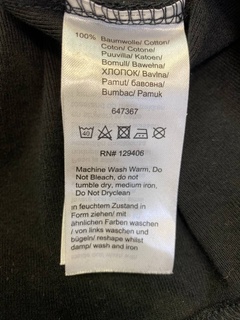 100% Baumwolle/ Cotton/
Coton/ Cotone/
Puuvilla/ Katoen/
Bomull/ Bawełna/
ХЛОПОК/ Bavlna/
Pamut/ бавовна/
Bumbac/ Pamuk
647367
40
RN# 129406
Machine Wash Warm, Do
Not Bleach, do not
tumble dry, medium iron.
Do Not Dryclean
in feuchtem Zustand in
Form ziehen/ mit
ähnlichen Farben waschen
/ von links waschen und
bügeln/ reshape whilst
damp/ wash and iron